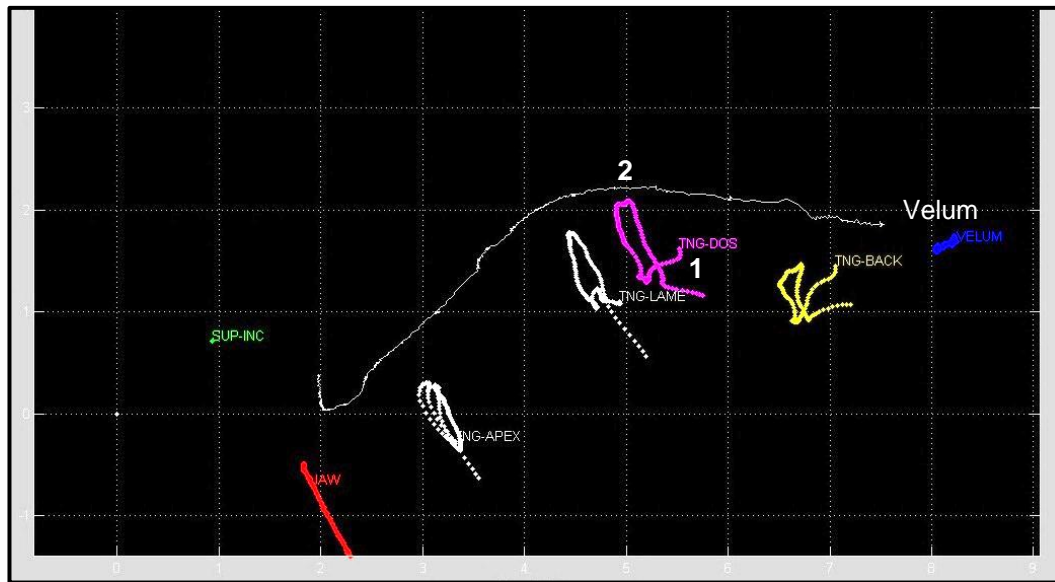 3
2
Velum
2
VELUM
TNG-DOS
1
TNG-BACK
TNG-LAME
1
SUP-INC
0
NG-APEX
JAW
-1
0 1 2 3 4 5 6 7 8 9